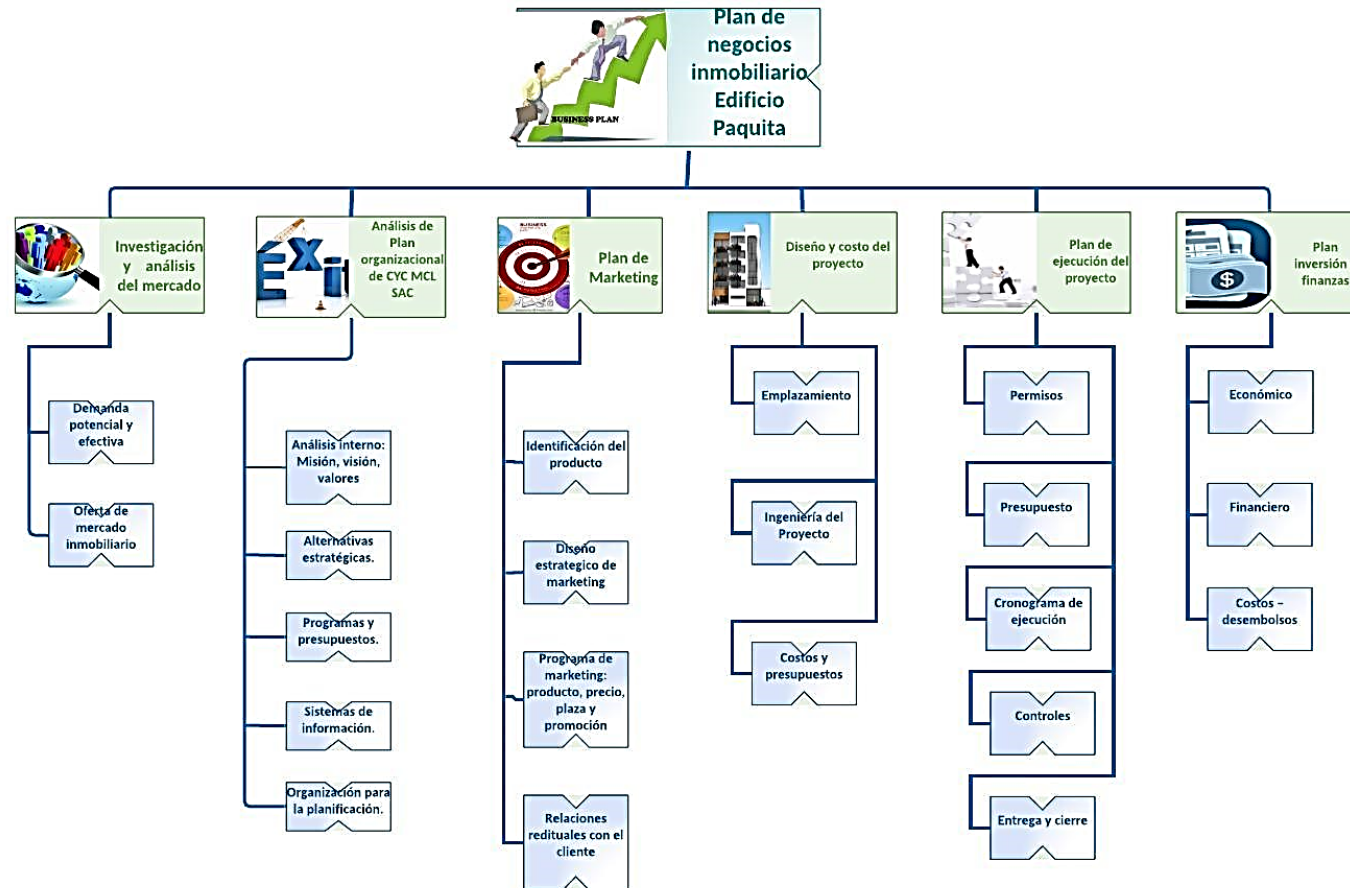 Plan de
negocios
inmobiliario
Edificio
Paquita
BUSINESS PLAN
Investigación
y análisis
del mercado
Éxit
Análisis de
Plan
organizacional
de CYC MCL
SAC
BUSINESS
Plan de
Marketing
Diseño y costo del
proyecto
Plan de
ejecución del
proyecto
$
Plan
inversión
finanzas
Demanda
potencial y
efectiva
Oferta de
mercado
inmobiliario
Análisis interno:
Misión, visión,
valores
Alternativas
estratégicas.
Programas y
presupuestos.
Sistemas de
información.
Organización para
la planificación.
Identificación del
producto
Diseño
estrategico de
marketing
Programa de
marketing:
producto, precio,
plaza y
promoción
Relaciones
redituales con el
cliente
Emplazamiento
Ingeniería del
Proyecto
Costos y
presupuestos
Permisos
Presupuesto
Cronograma de
ejecución
Controles
Entrega y cierre
Económico
Financiero
Costos –
desembolsos